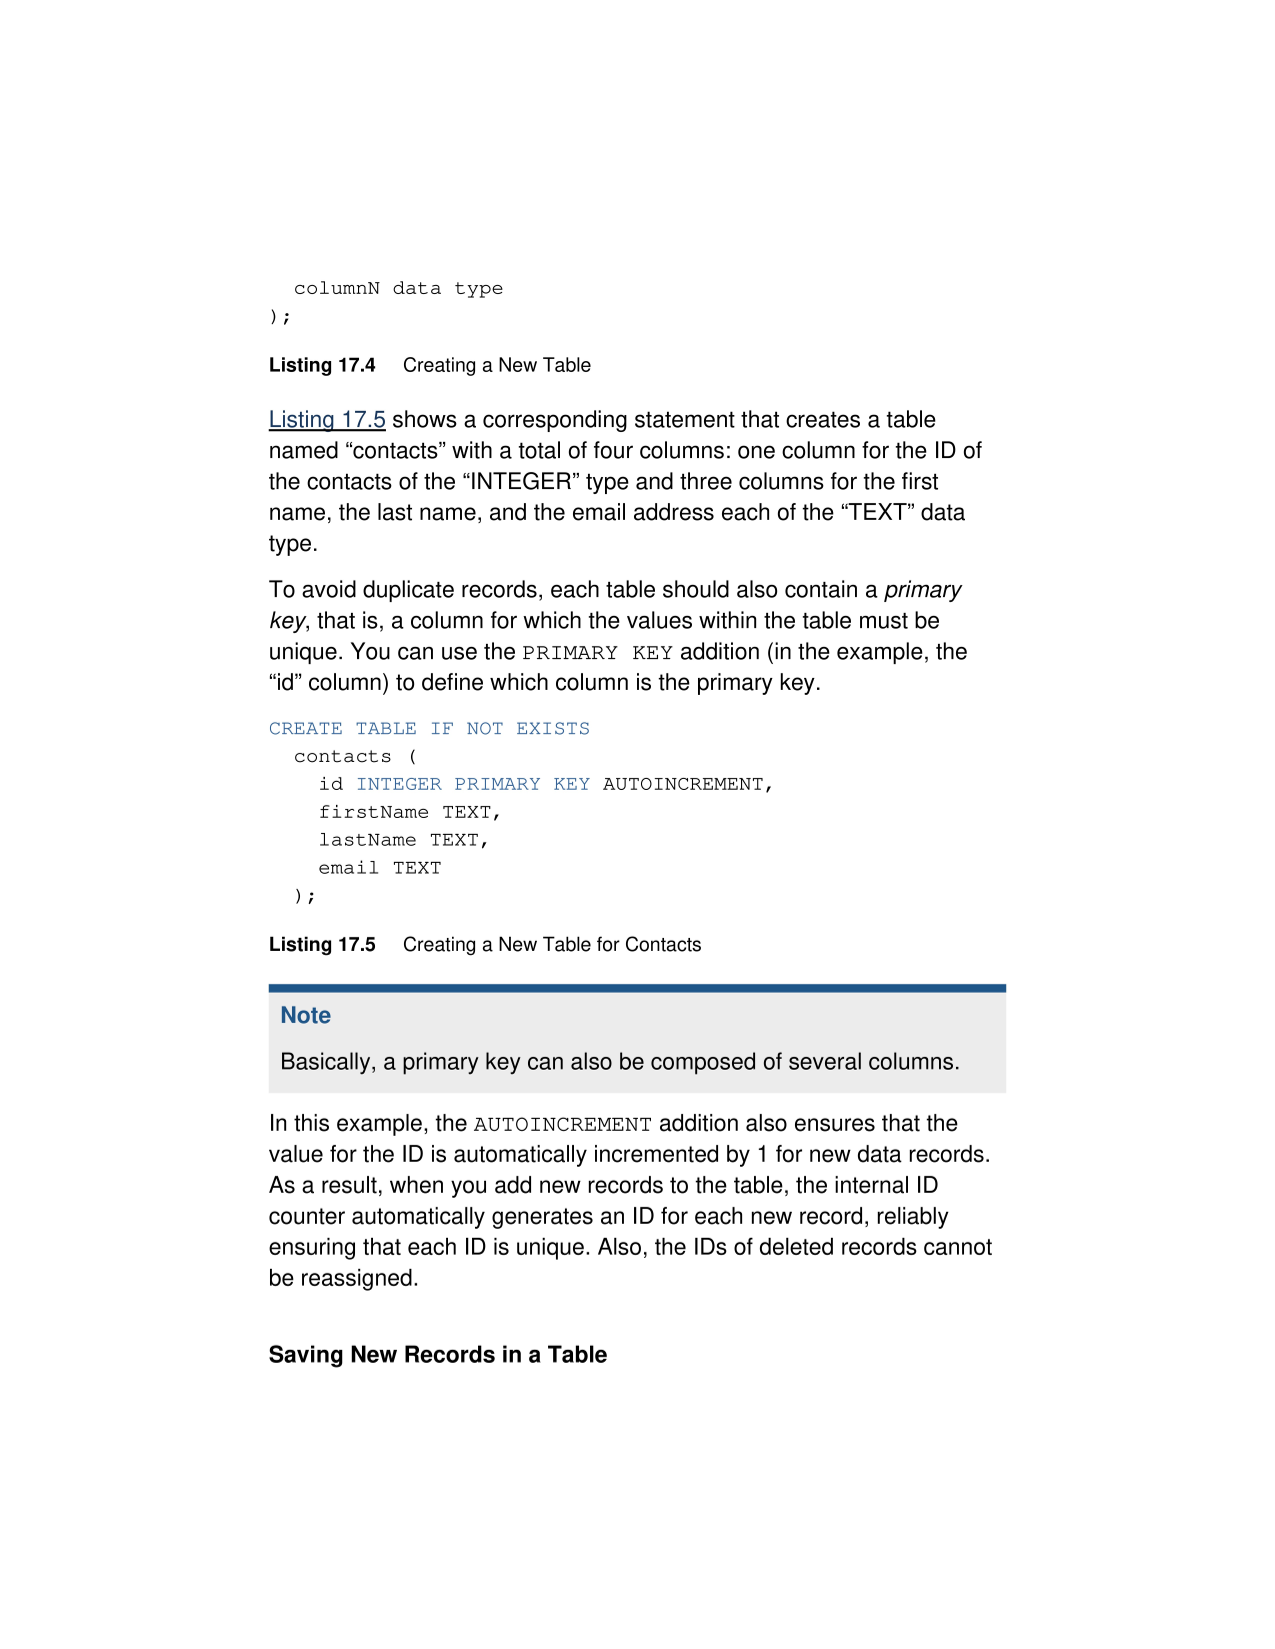 columnN data type
);
Listing 17.4 Creating a New Table
Listing 17.5 shows a corresponding statement that creates a table
named “contacts” with a total of four columns: one column for the ID of
the contacts of the “INTEGER” type and three columns for the first
name, the last name, and the email address each of the “TEXT” data
type.
To avoid duplicate records, each table should also contain a primary
key, that is, a column for which the values within the table must be
unique. You can use the PRIMARY KEY addition (in the example, the
“id” column) to define which column is the primary key.
CREATE TABLE IF NOT EXISTS
contacts (
id INTEGER PRIMARY KEY AUTOINCREMENT,
firstName TEXT,
lastName TEXT,
email TEXT
);
Listing 17.5 Creating a New Table for Contacts
Note
Basically, a primary key can also be composed of several columns.
In this example, the AUTOINCREMENT addition also ensures that the
value for the ID is automatically incremented by 1 for new data records.
As a result, when you add new records to the table, the internal ID
counter automatically generates an ID for each new record, reliably
ensuring that each ID is unique. Also, the IDs of deleted records cannot
be reassigned.
Saving New Records in a Table